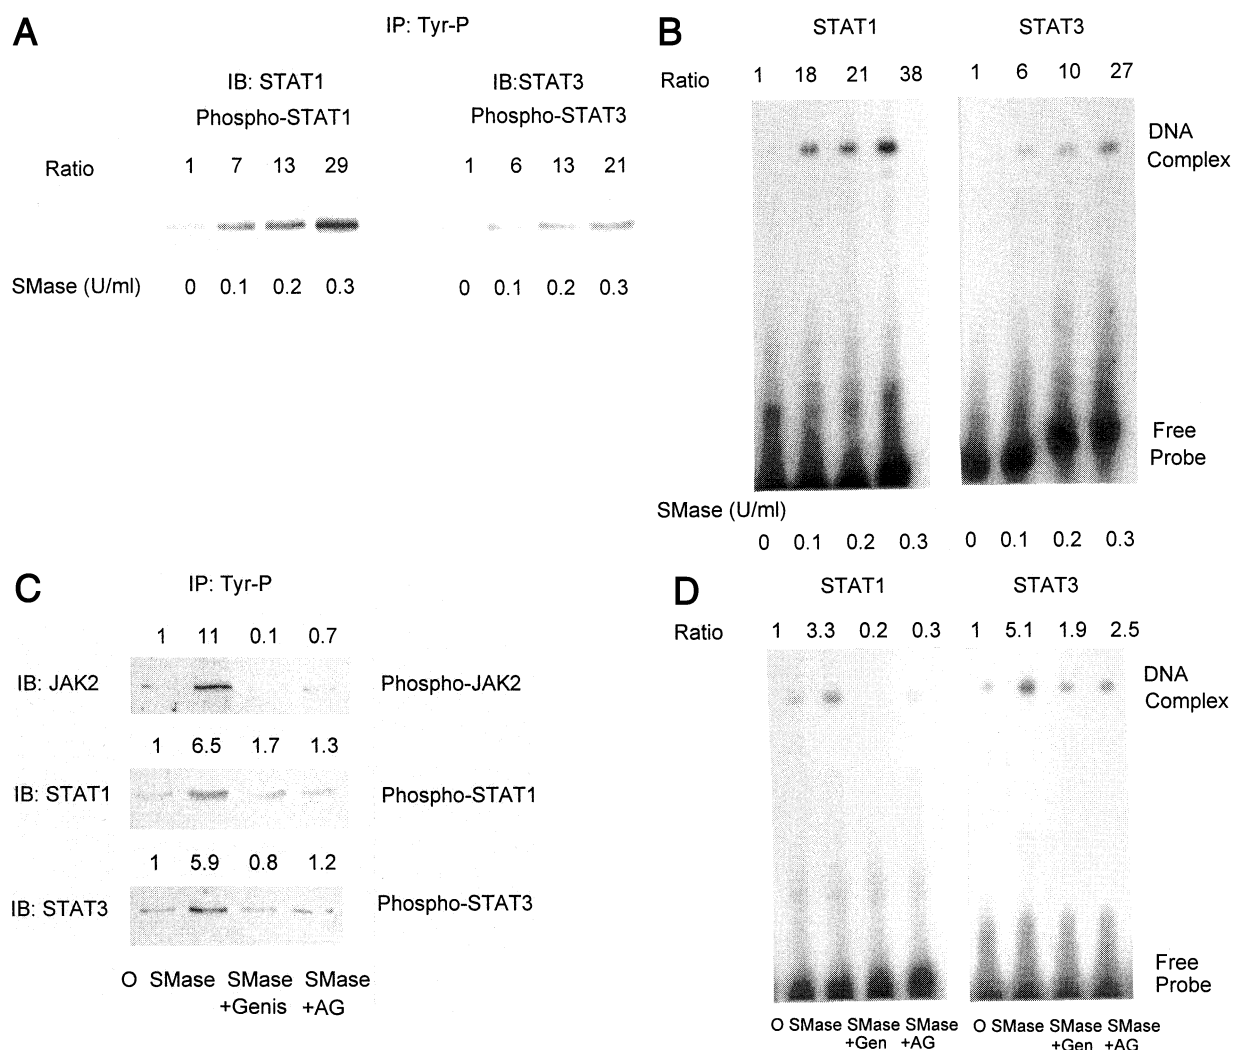 A
IP: Tyr-P
IB: STAT1
Phospho-STAT1
IB:STAT3
Phospho-STAT3
Ratio 1 7 13 29 1 6 13 21
SMase (U/ml) 0 0.1 0.2 0.3 0 0.1 0.2 0.3
B
STAT1 STAT3
Ratio 1 18 21 38 1 6 10 27
DNA
Complex
Free
Probe
SMase (U/ml)
0 0.1 0.2 0.3 0 0.1 0.2 0.3
C
IP: Tyr-P
1 11 0.1 0.7
IB: JAK2 Phospho-JAK2
1 6.5 1.7 1.3
IB: STAT1 Phospho-STAT1
1 5.9 0.8 1.2
IB: STAT3 Phospho-STAT3
O SMase SMase SMase
+Genis +AG
D
STAT1 STAT3
Ratio 1 3.3 0.2 0.3 1 5.1 1.9 2.5
DNA
Complex
Free
Probe
O SMase SMase SMase O SMase SMase SMase
+Gen +AG +Gen +AG